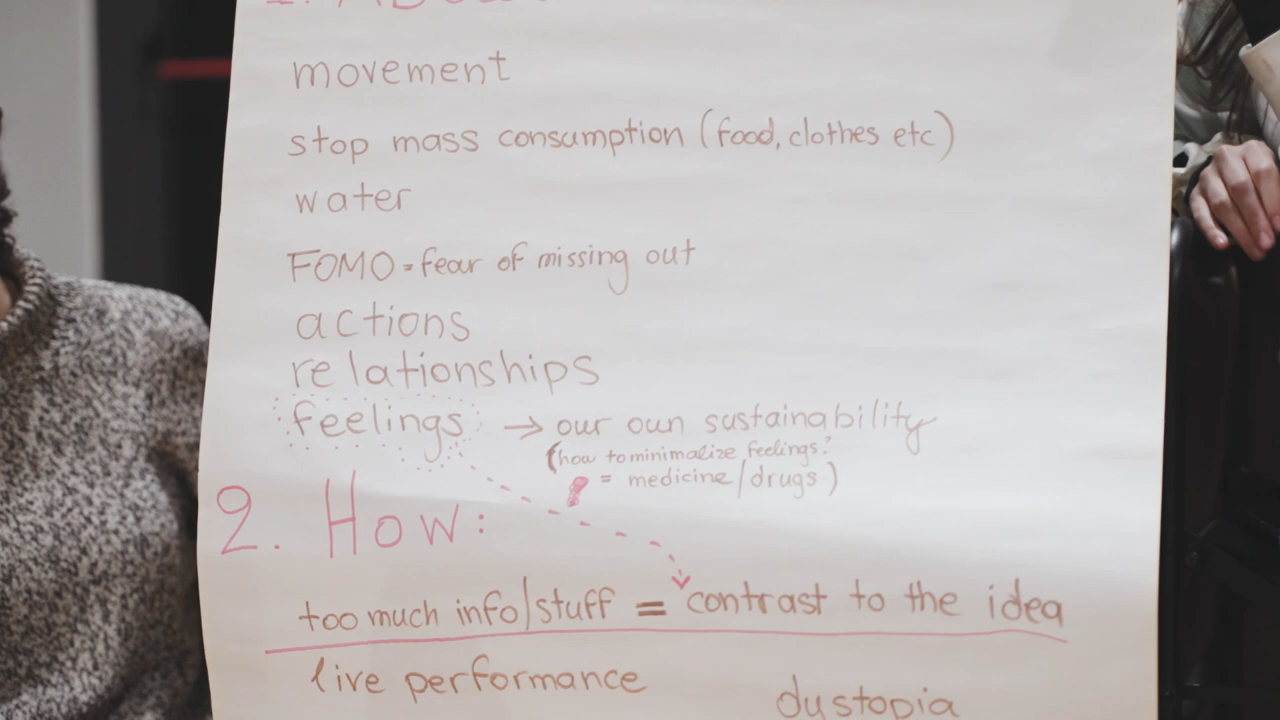 movement
stop mass consumption (food, clothes etc)
water
FOMO = fear of missing out
actions
relationships
feelings → our own sustainability
(how to minimalize feelings?
= medicine/drugs)
2. How:
too much info/stuff = contrast to the idea
live performance
dystopia